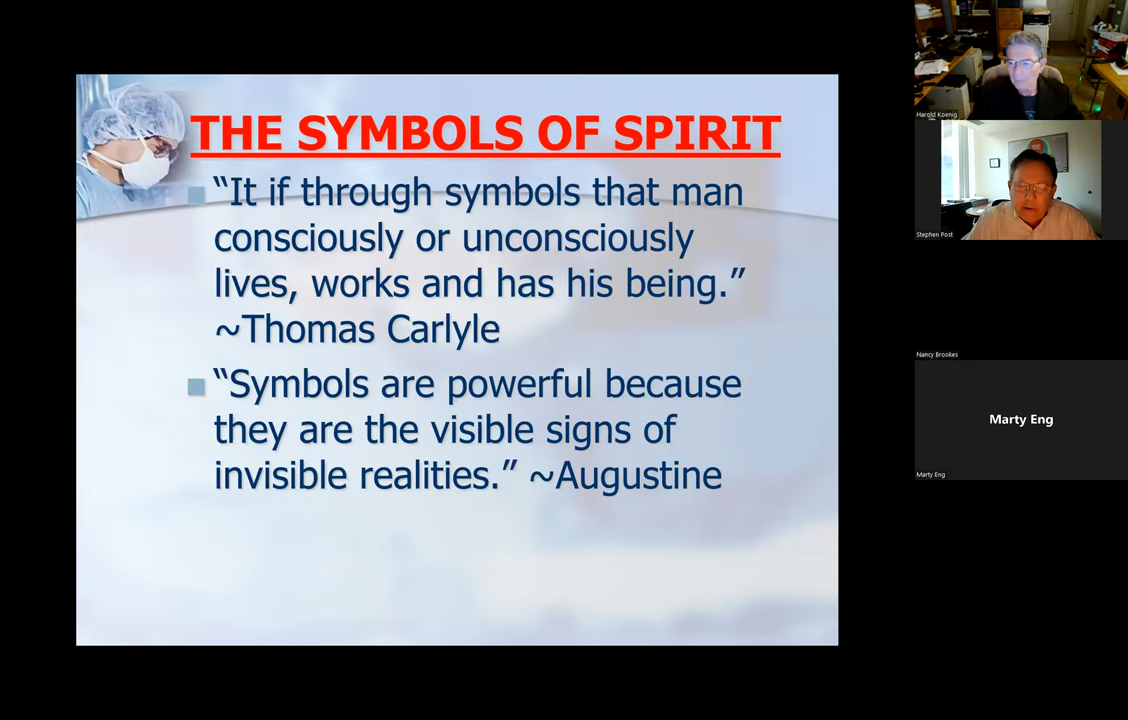 THE SYMBOLS OF SPIRIT
“It if through symbols that man
consciously or unconsciously
lives, works and has his being.”
~Thomas Carlyle
“Symbols are powerful because
they are the visible signs of
invisible realities.” ~Augustine
Harold Koenig
Stephen Post
Nancy Brookes
Marty Eng
Marty Eng